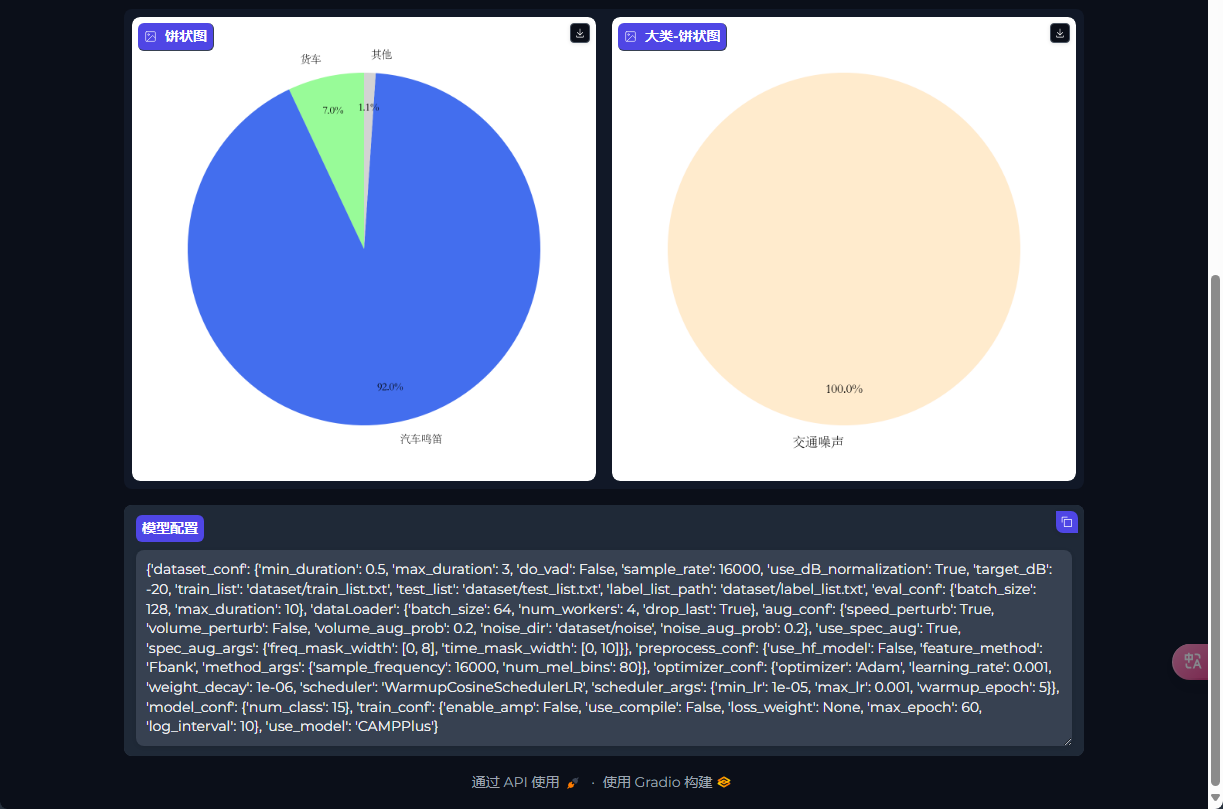 饼状图
货车
其他
7.0%
1.1%
92.0%
汽车鸣笛
大类-饼状图
100.0%
交通噪声
模型配置
{'dataset_conf': {'min_duration': 0.5, 'max_duration': 3, 'do_vad': False, 'sample_rate': 16000, 'use_dB_normalization': True, 'target_dB':
-20, 'train_list': 'dataset/train_list.txt', 'test_list': 'dataset/test_list.txt', 'label_list_path': 'dataset/label_list.txt', 'eval_conf': {'batch_size':
128, 'max_duration': 10}, 'dataLoader': {'batch_size': 64, 'num_workers': 4, 'drop_last': True}, 'aug_conf': {'speed_perturb': True,
'volume_perturb': False, 'volume_aug_prob': 0.2, 'noise_dir': 'dataset/noise', 'noise_aug_prob': 0.2}, 'use_spec_aug': True,
'spec_aug_args': {'freq_mask_width': [0, 8], 'time_mask_width': [0, 10]}}, 'preprocess_conf': {'use_hf_model': False, 'feature_method':
'Fbank', 'method_args': {'sample_frequency': 16000, 'num_mel_bins': 80}}, 'optimizer_conf': {'optimizer': 'Adam', 'learning_rate': 0.001,
'weight_decay': 1e-06, 'scheduler': 'WarmupCosineSchedulerLR', 'scheduler_args': {'min_lr': 1e-05, 'max_lr': 0.001, 'warmup_epoch': 5}},
'model_conf': {'num_class': 15}, 'train_conf': {'enable_amp': False, 'use_compile': False, 'loss_weight': None, 'max_epoch': 60,
'log_interval': 10}, 'use_model': 'CAMPPlus'}
中A
通过 API 使用 · 使用 Gradio 构建